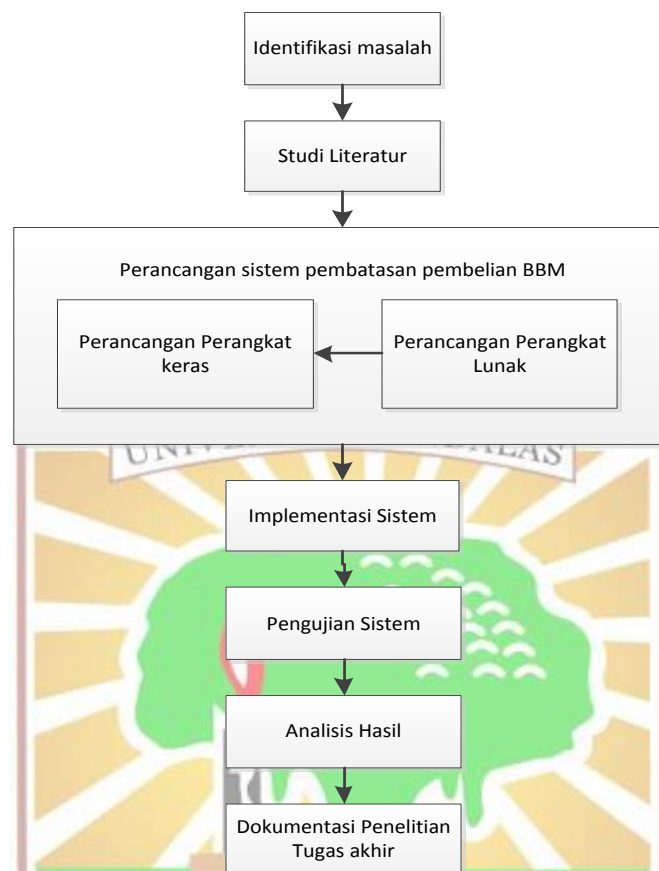 Identifikasi masalah
Studi Literatur
Perancangan sistem pembatasan pembelian BBM
Perancangan Perangkat
keras
Perancangan Perangkat
Lunak
Implementasi Sistem
Pengujian Sistem
Analisis Hasil
Dokumentasi Penelitian
Tugas akhir